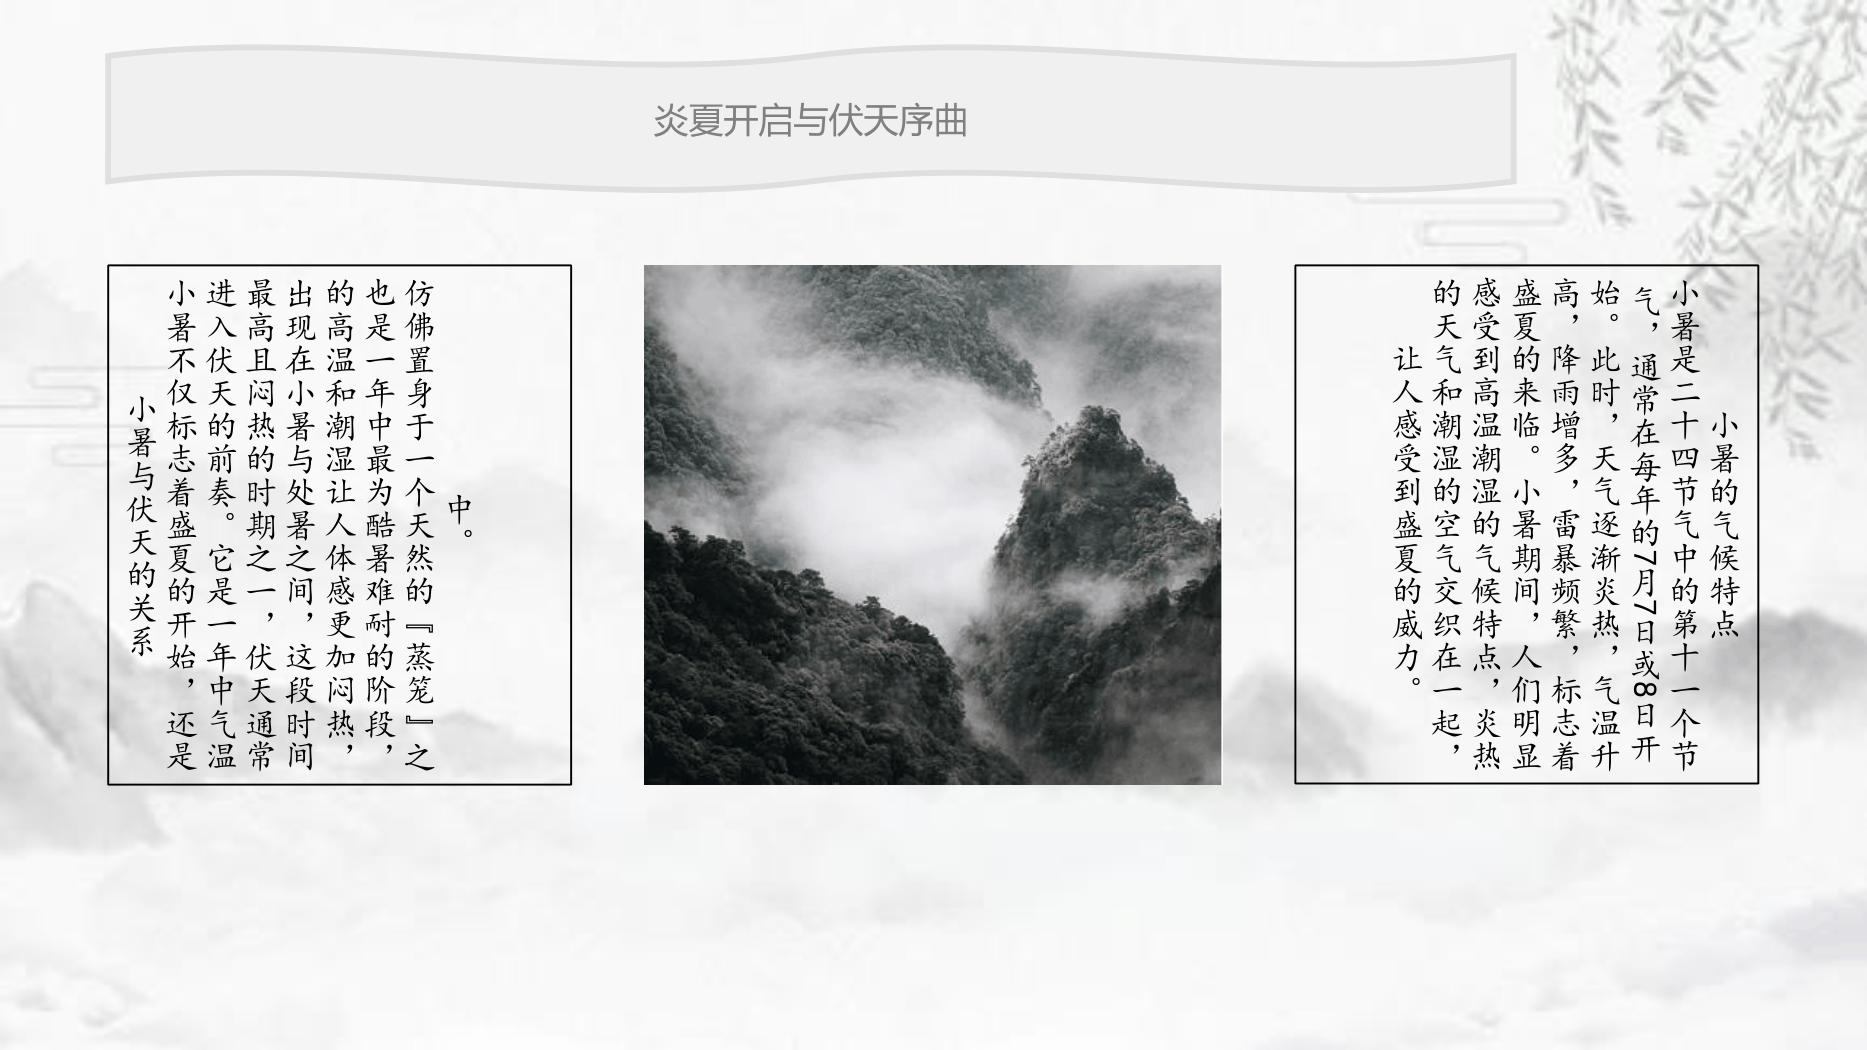 炎夏开启与伏天序曲
小暑与伏天的关系
小暑不仅标志着盛夏的开始，还是
进入伏天的前奏。它是一年中气温
最高且闷热的时期之一，伏天通常
出现在小暑与处暑之间，这段时间
的高温和潮湿让人体感更加闷热，
也是一年中最为酷暑难耐的阶段，
仿佛置身于一个天然的『蒸笼』之
中。
小暑的气候特点
小暑是二十四节气中的第十一个节
气，通常在每年的7月7日或8日开
始。此时，天气逐渐炎热，气温升
高，降雨增多，雷暴频繁，标志着
盛夏的来临。小暑期间，人们明显
感受到高温潮湿的气候特点，炎热
的天气和潮湿的空气交织在一起，
让人感受到盛夏的威力。